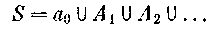 S = a₀ ∪ A₁ ∪ A₂ ∪ ...